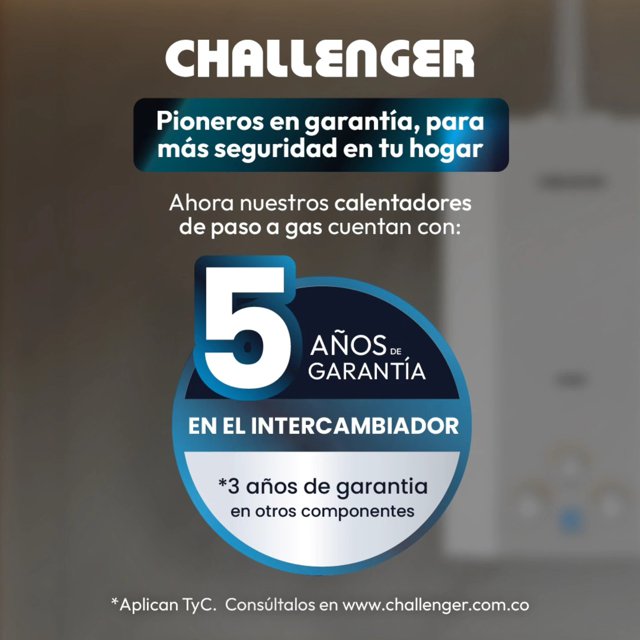 CHALLENGER
Pioneros en garantía, para
más seguridad en tu hogar
Ahora nuestros calentadores
de paso a gas cuentan con:
5 AÑOS DE
GARANTÍA
EN EL INTERCAMBIADOR
*3 años de garantia
en otros componentes
*Aplican TyC. Consúltalos en www.challenger.com.co